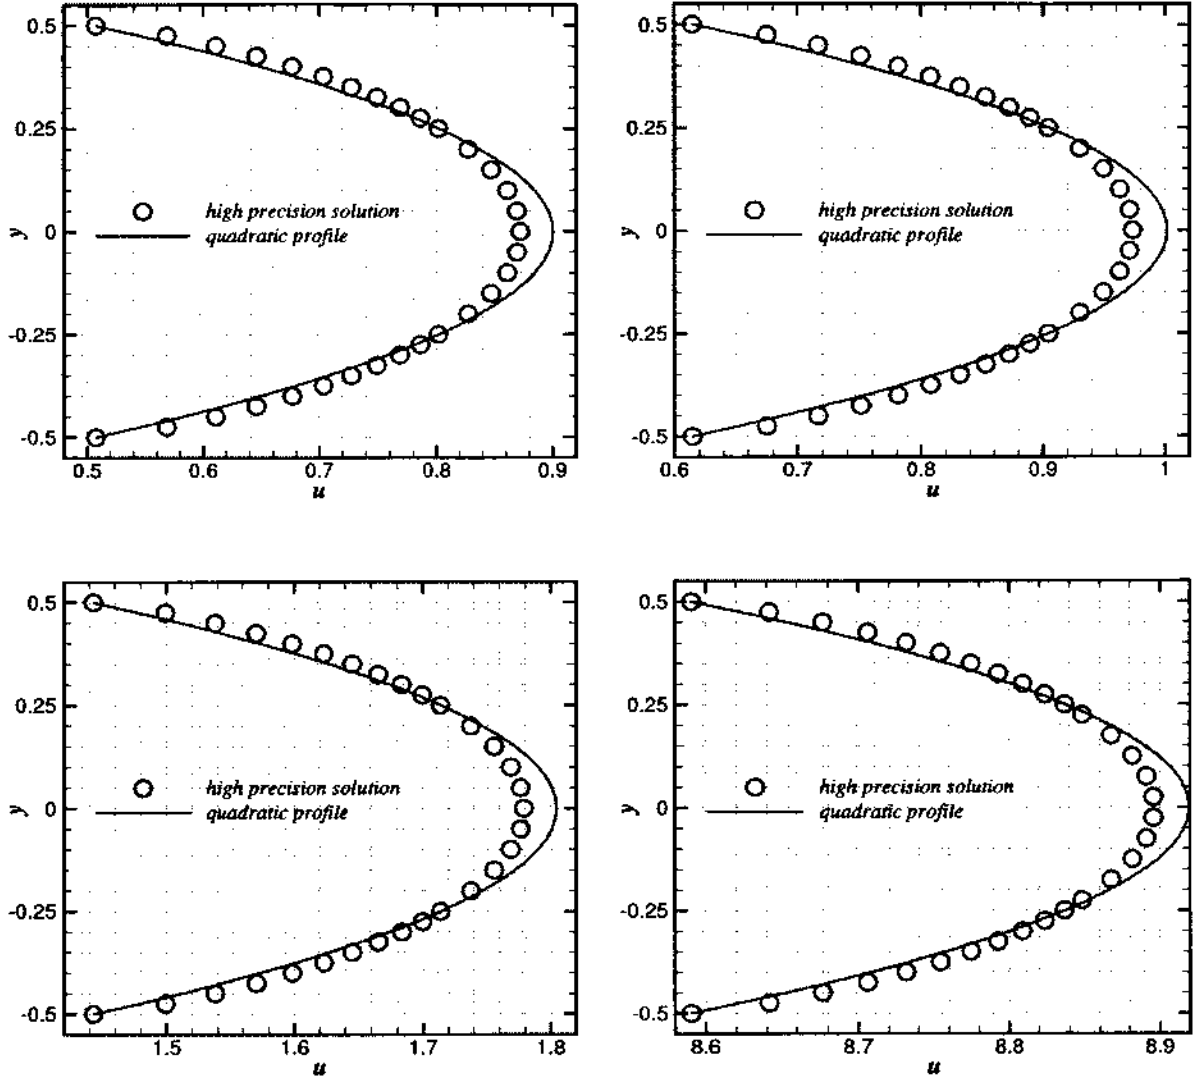 0.5
0.25
0
-0.25
-0.5
y
high precision solution
quadratic profile
0.5 0.6 0.7 0.8 0.9
u
0.5
0.25
0
-0.25
-0.5
y
high precision solution
quadratic profile
0.6 0.7 0.8 0.9 1
u
0.5
0.25
0
-0.25
-0.5
y
high precision solution
quadratic profile
1.5 1.6 1.7 1.8
u
0.5
0.25
0
-0.25
-0.5
y
high precision solution
quadratic profile
8.6 8.7 8.8 8.9
u